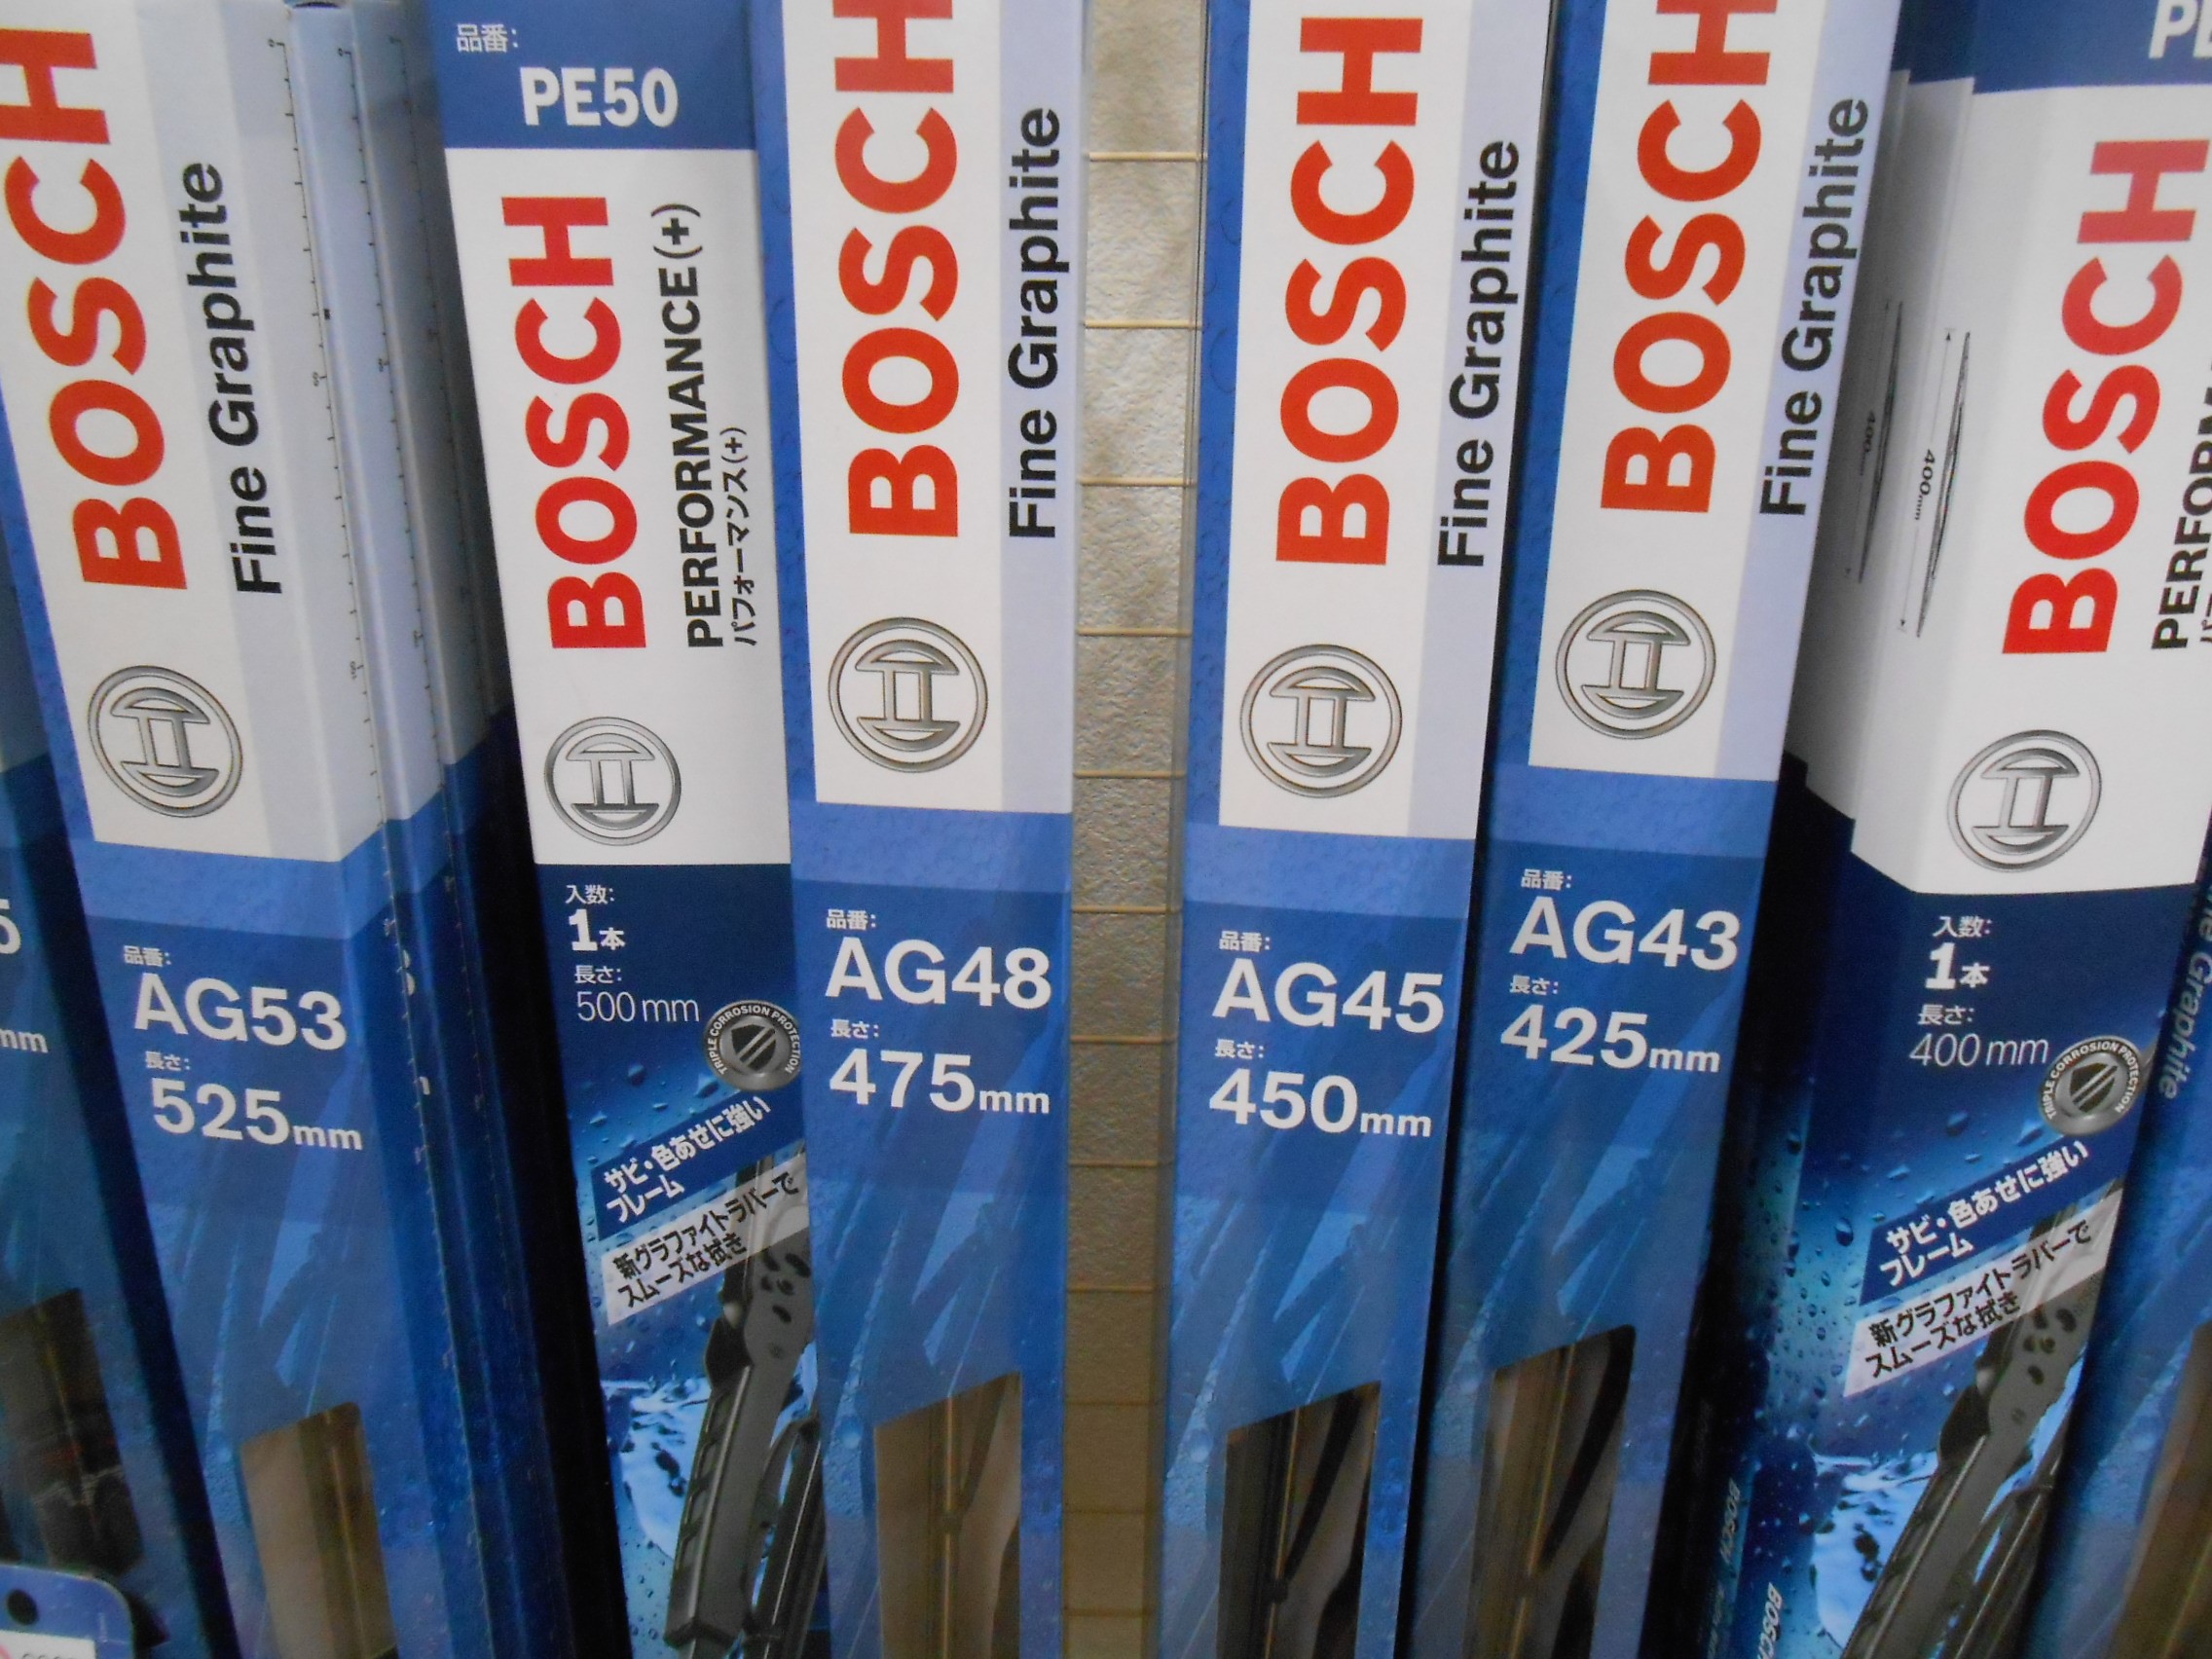 BOSCH
Fine Graphite
品番:
AG53
長さ:
525mm
品番:
PE50
BOSCH
PERFORMANCE(+)
パフォーマンス(+)
入数:
1本
長さ:
500mm
TRIPLE CORROSION PROTECTION
サビ・色あせに強い
フレーム
新グラファイトラバーで
スムーズな拭き
BOSCH
Fine Graphite
品番:
AG48
長さ:
475mm
BOSCH
Fine Graphite
品番:
AG45
長さ:
450mm
BOSCH
Fine Graphite
品番:
AG43
長さ:
425mm
400mm
400mm
BOSCH
入数:
1本
長さ:
400mm
TRIPLE CORROSION PROTECTION
サビ・色あせに強い
フレーム
新グラファイトラバーで
スムーズな拭き
BOSCH
BOSCH